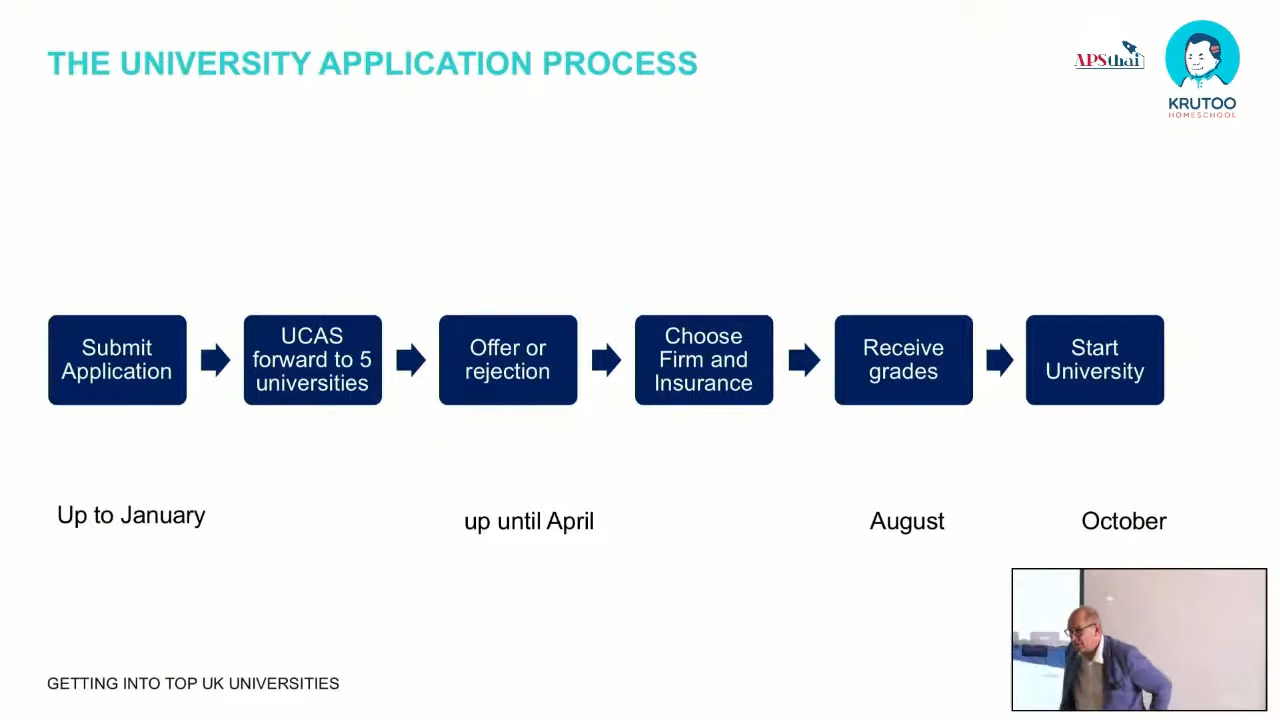 THE UNIVERSITY APPLICATION PROCESS
APSthai
KRUTOO
HOMESCHOOL
Submit
Application
UCAS
forward to 5
universities
Offer or
rejection
Choose
Firm and
Insurance
Receive
grades
Start
University
Up to January
up until April
August
October
GETTING INTO TOP UK UNIVERSITIES